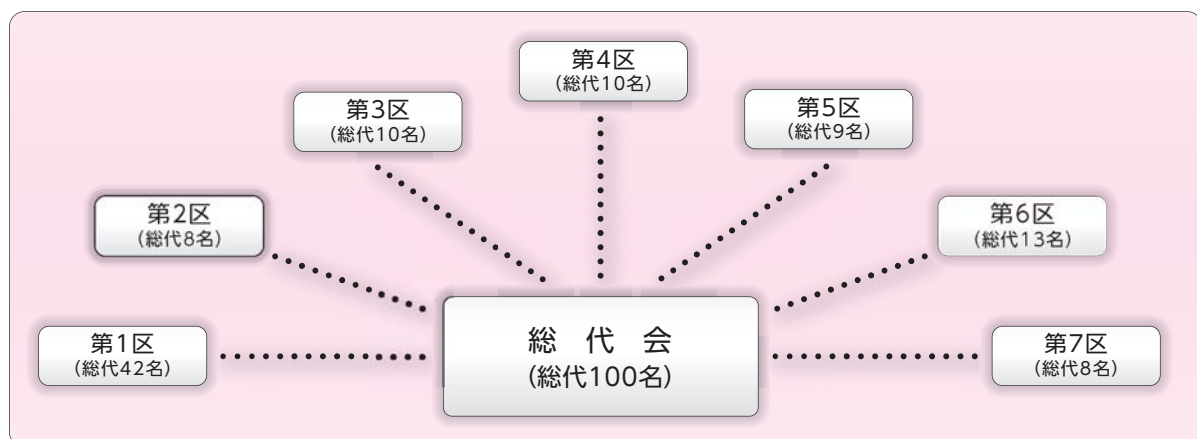 第4区
(総代10名)
第3区
(総代10名)
第5区
(総代9名)
第2区
(総代8名)
第6区
(総代13名)
第1区
(総代42名)
総代会
(総代100名)
第7区
(総代8名)